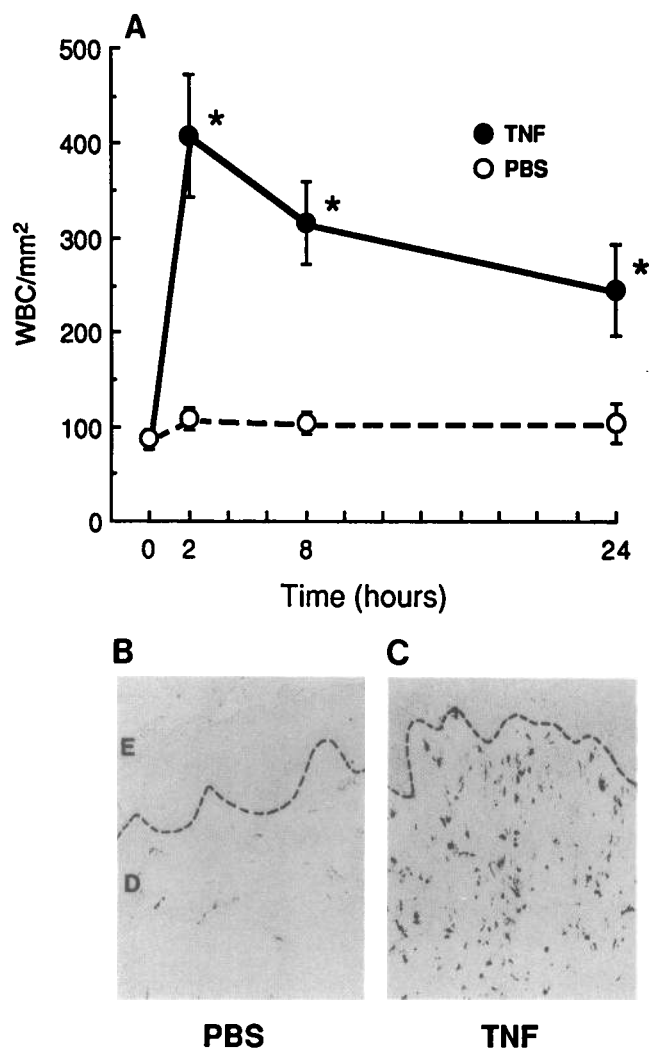 A
500
400
300
200
100
0
WBC/mm²
* * *
TNF
PBS
0 2 8 24
Time (hours)
B C
E
D
PBS TNF